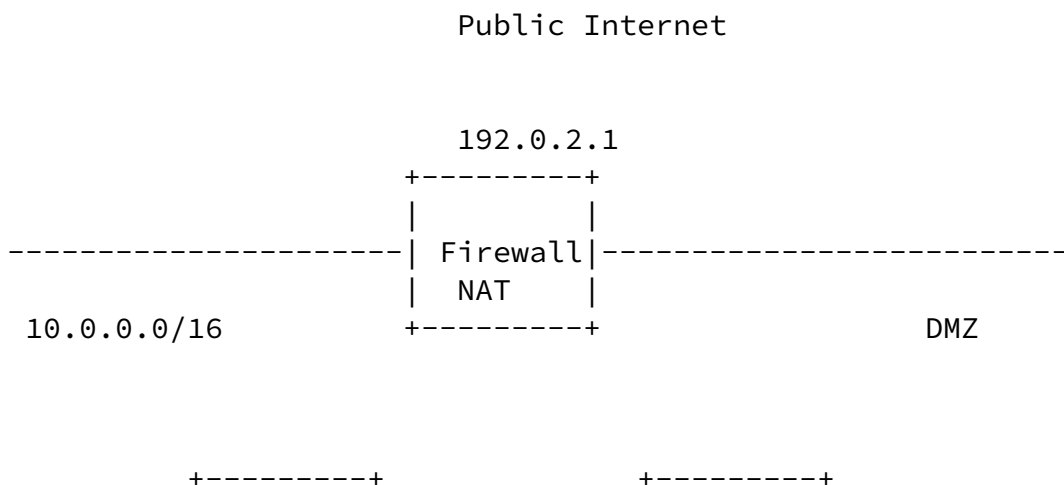 Public Internet
192.0.2.1
+---------+
|         |
----------------------| Firewall|--------------------------
|  NAT    |
10.0.0.0/16          +---------+                  DMZ
+---------+              +---------+